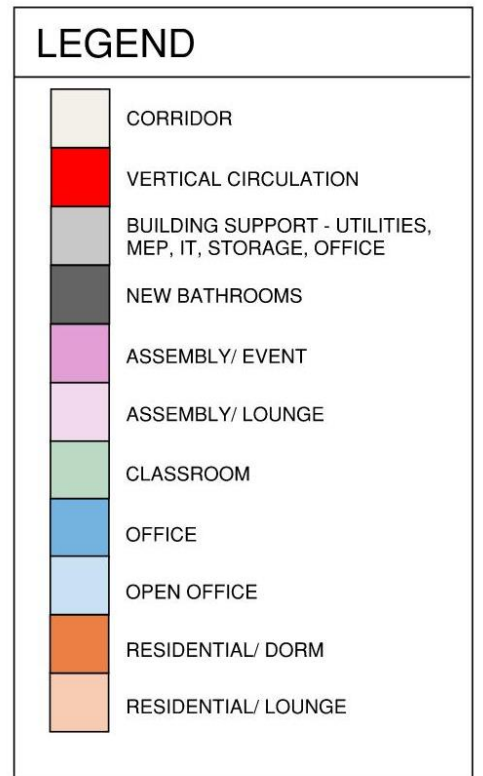 LEGEND
CORRIDOR
VERTICAL CIRCULATION
BUILDING SUPPORT - UTILITIES,
MEP, IT, STORAGE, OFFICE
NEW BATHROOMS
ASSEMBLY/ EVENT
ASSEMBLY/ LOUNGE
CLASSROOM
OFFICE
OPEN OFFICE
RESIDENTIAL/ DORM
RESIDENTIAL/ LOUNGE